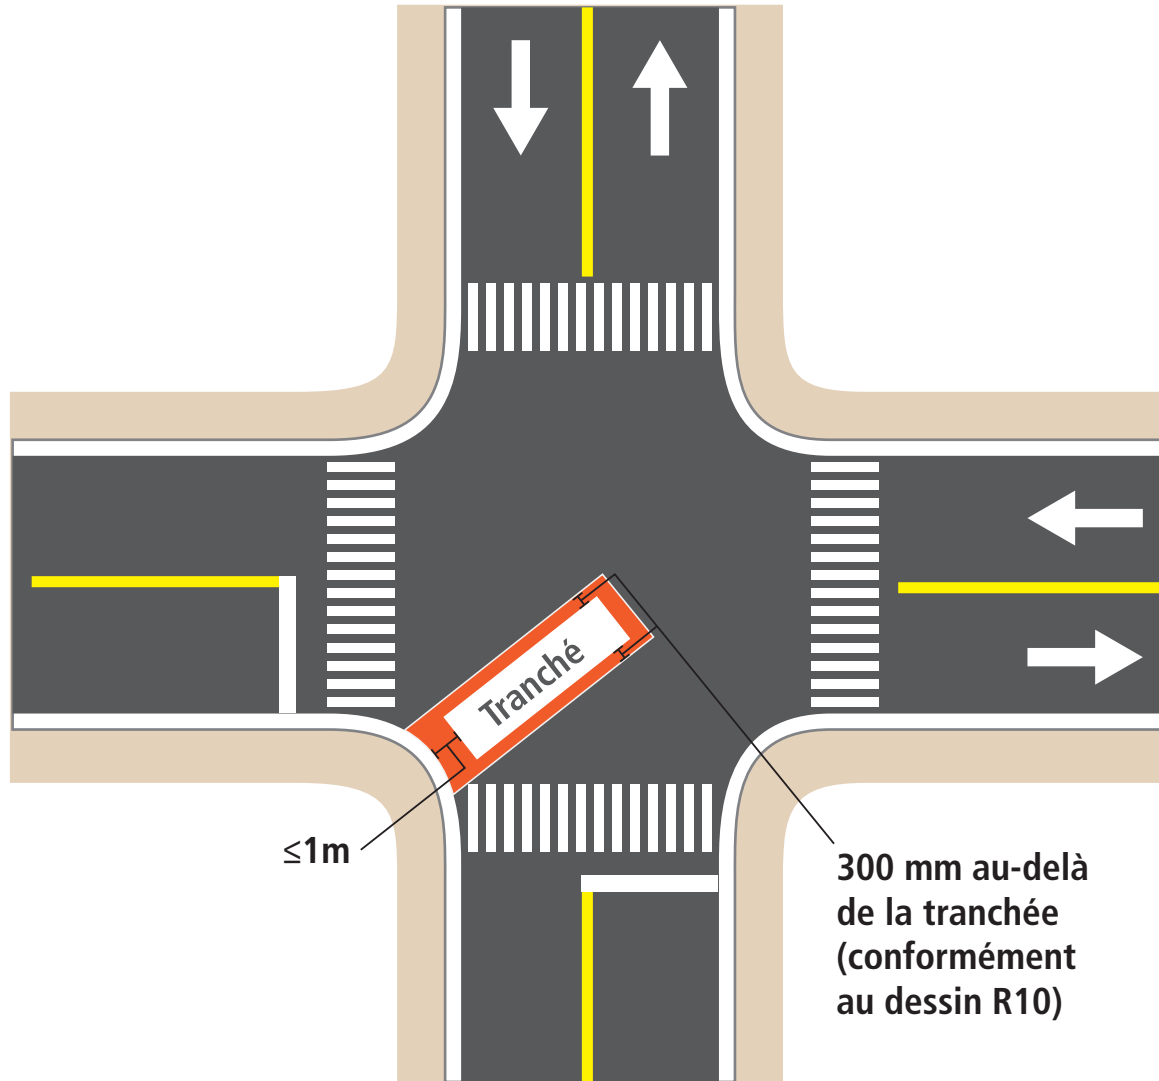 Tranché
≤1m
300 mm au-delà
de la tranchée
(conformément
au dessin R10)